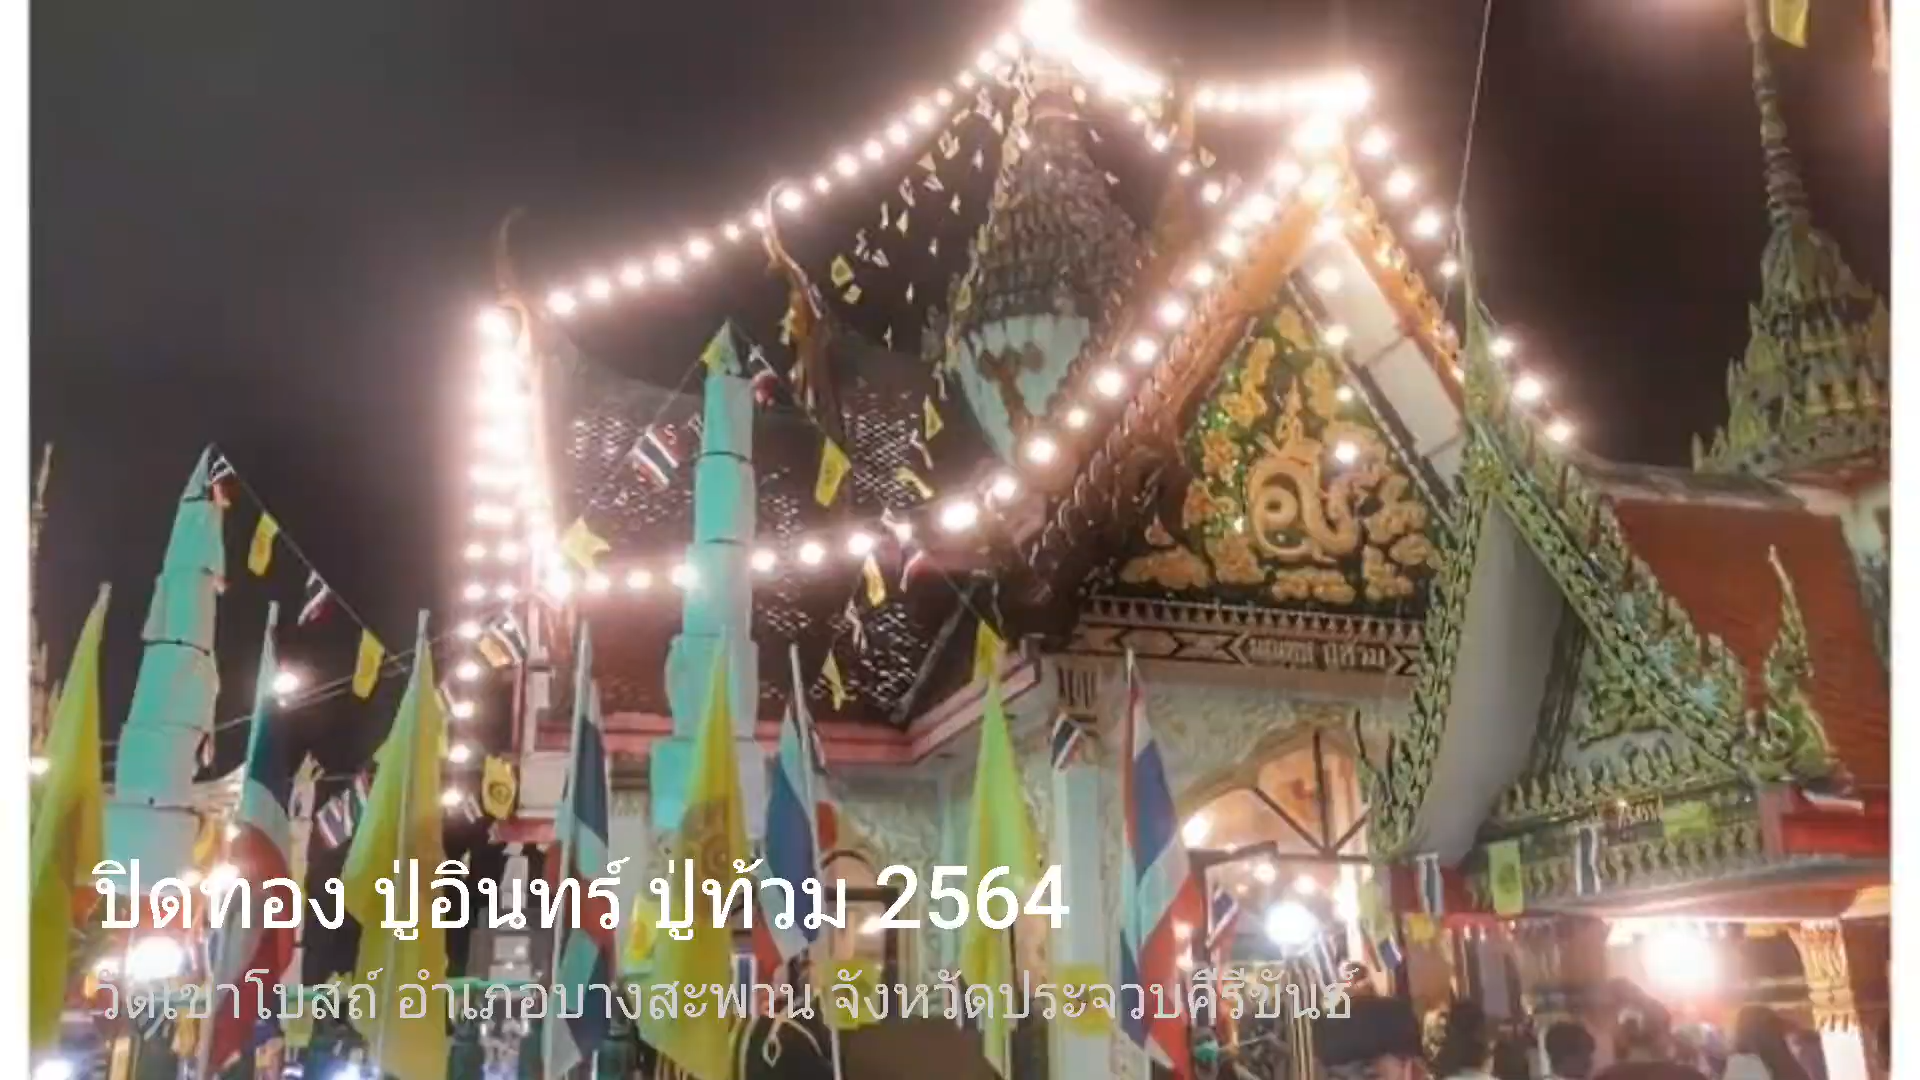 ปิดทอง ปู่อินทร์ ปู่ท้วม 2564
วัดเขาโบสถ์ อำเภอบางสะพาน จังหวัดประจวบคีรีขันธ์